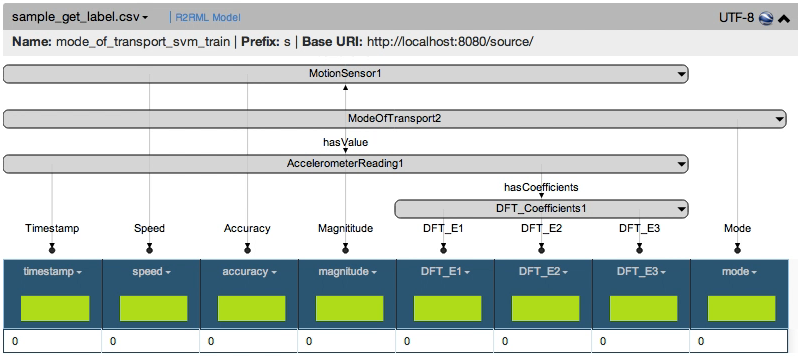 sample_get_label.csv R2RML Model UTF-8
Name: mode_of_transport_svm_train | Prefix: s | Base URI: http://localhost:8080/source/
MotionSensor1
ModeOfTransport2
hasValue
AccelerometerReading1
hasCoefficients
DFT_Coefficients1
Timestamp Speed Accuracy Magnititude DFT_E1 DFT_E2 DFT_E3 Mode
timestamp speed accuracy magnitude DFT_E1 DFT_E2 DFT_E3 mode
0 0 0 0 0 0 0 0